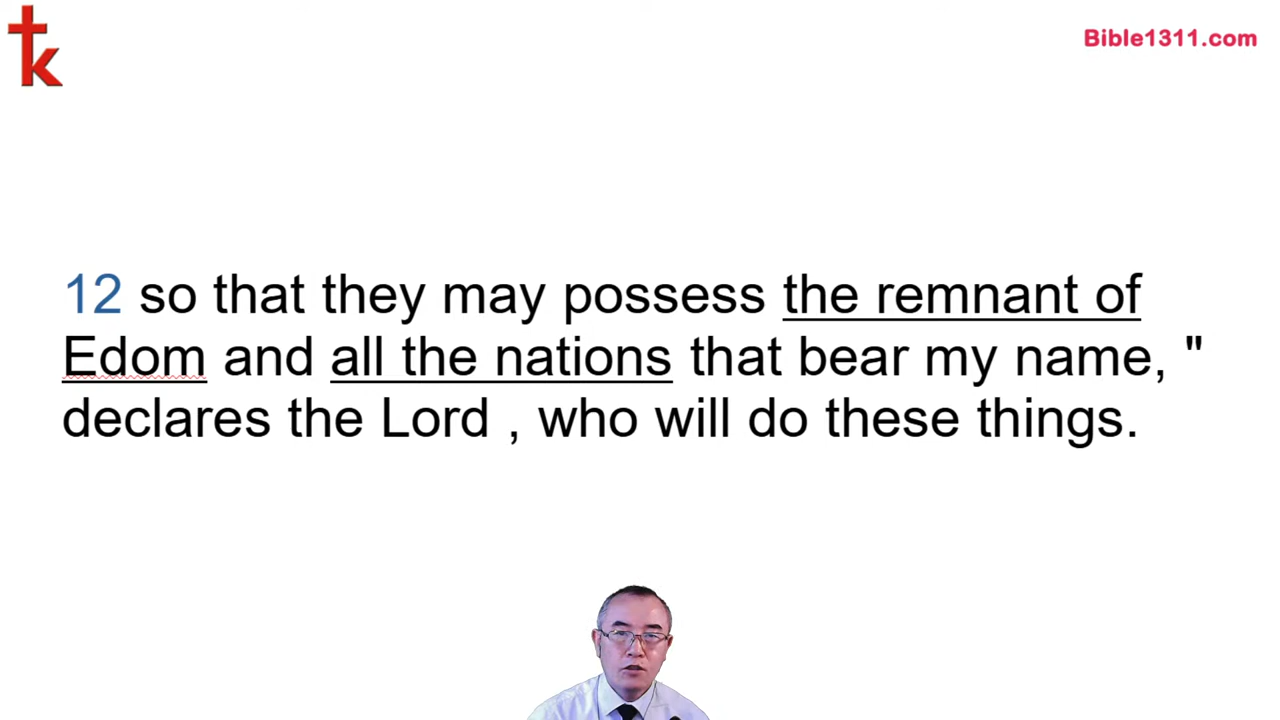 tk
Bible1311.com
12 so that they may possess the remnant of
Edom and all the nations that bear my name, "
declares the Lord , who will do these things.